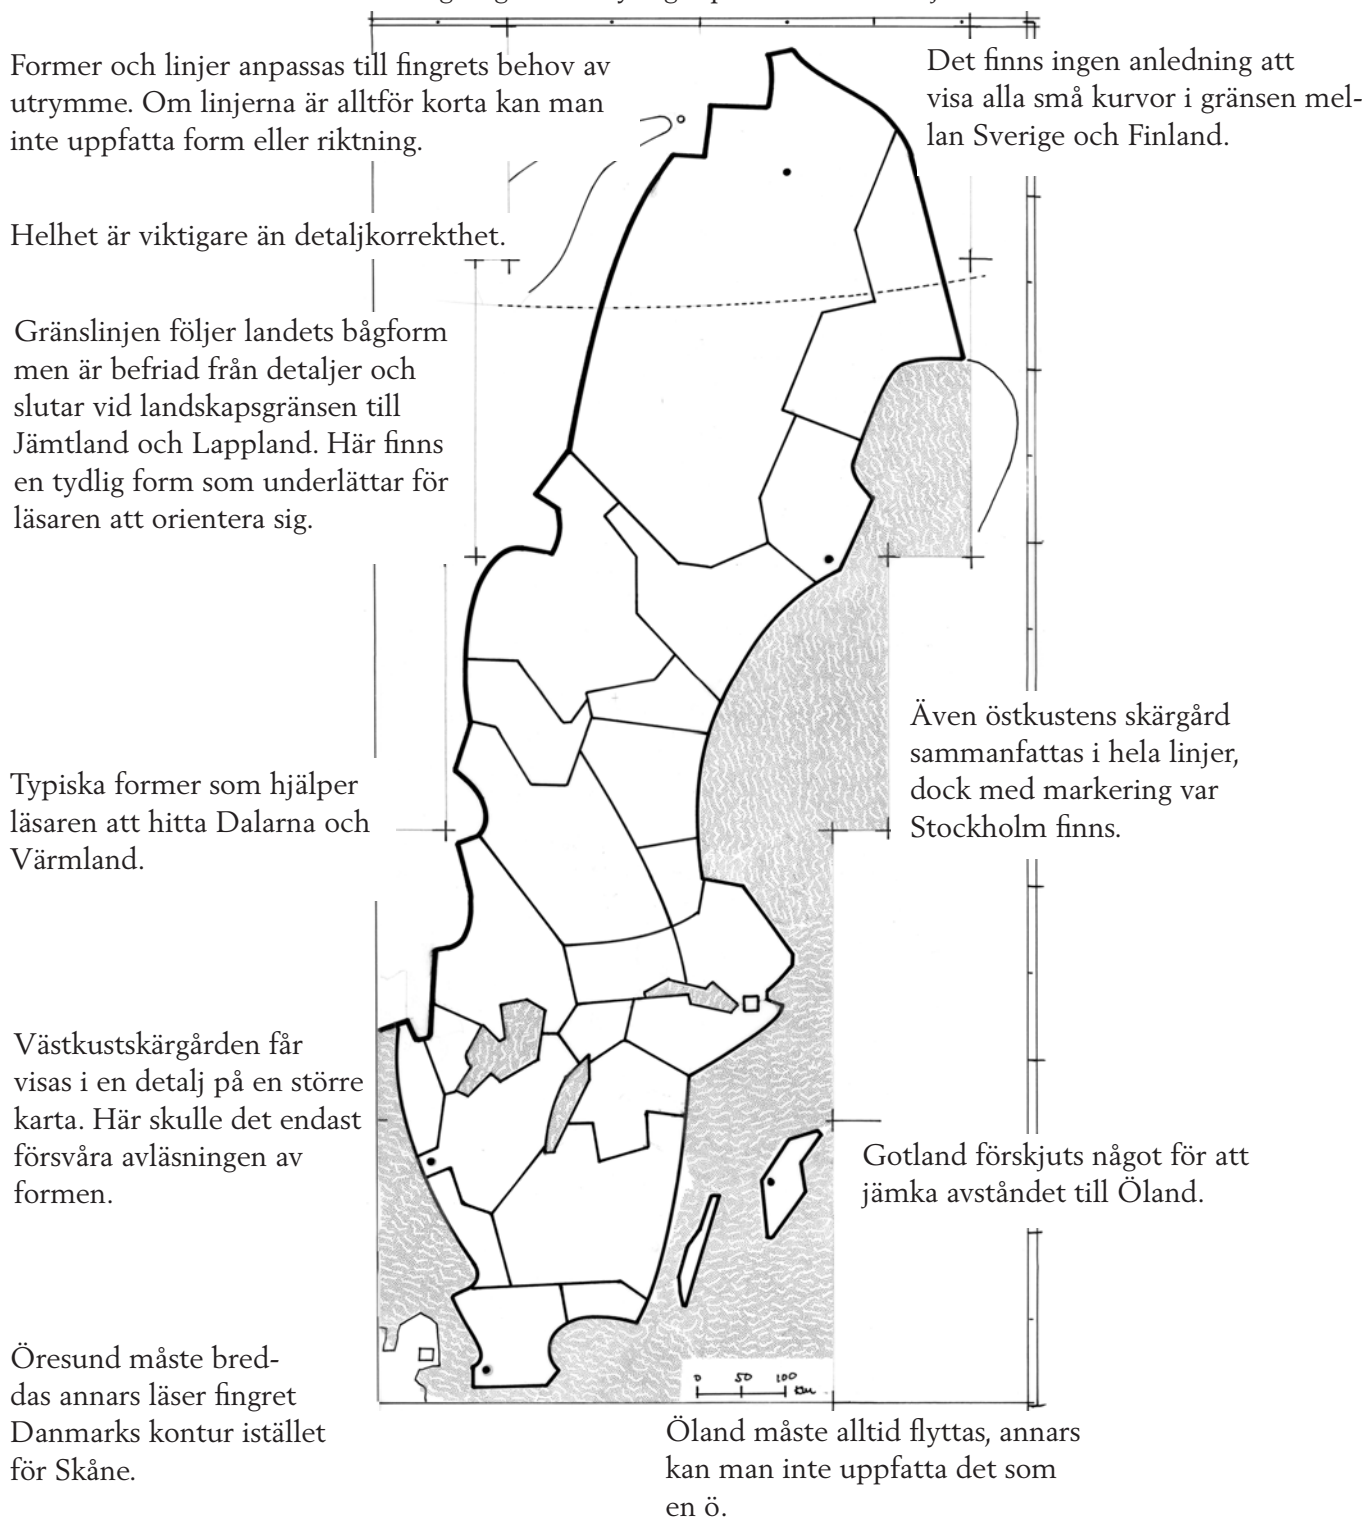 Former och linjer anpassas till fingrets behov av
utrymme. Om linjerna är alltför korta kan man
inte uppfatta form eller riktning.
Det finns ingen anledning att
visa alla små kurvor i gränsen mel-
lan Sverige och Finland.
Helhet är viktigare än detaljkorrekthet.
Gränslinjen följer landets bågform
men är befriad från detaljer och
slutar vid landskapsgränsen till
Jämtland och Lappland. Här finns
en tydlig form som underlättar för
läsaren att orientera sig.
Även östkustens skärgård
sammanfattas i hela linjer,
dock med markering var
Stockholm finns.
Typiska former som hjälper
läsaren att hitta Dalarna och
Värmland.
Västkustskärgården får
visas i en detalj på en större
karta. Här skulle det endast
försvåra avläsningen av
formen.
Gotland förskjuts något för att
jämka avståndet till Öland.
Öresund måste bred-
das annars läser fingret
Danmarks kontur istället
för Skåne.
0 50 100
km
Öland måste alltid flyttas, annars
kan man inte uppfatta det som
en ö.